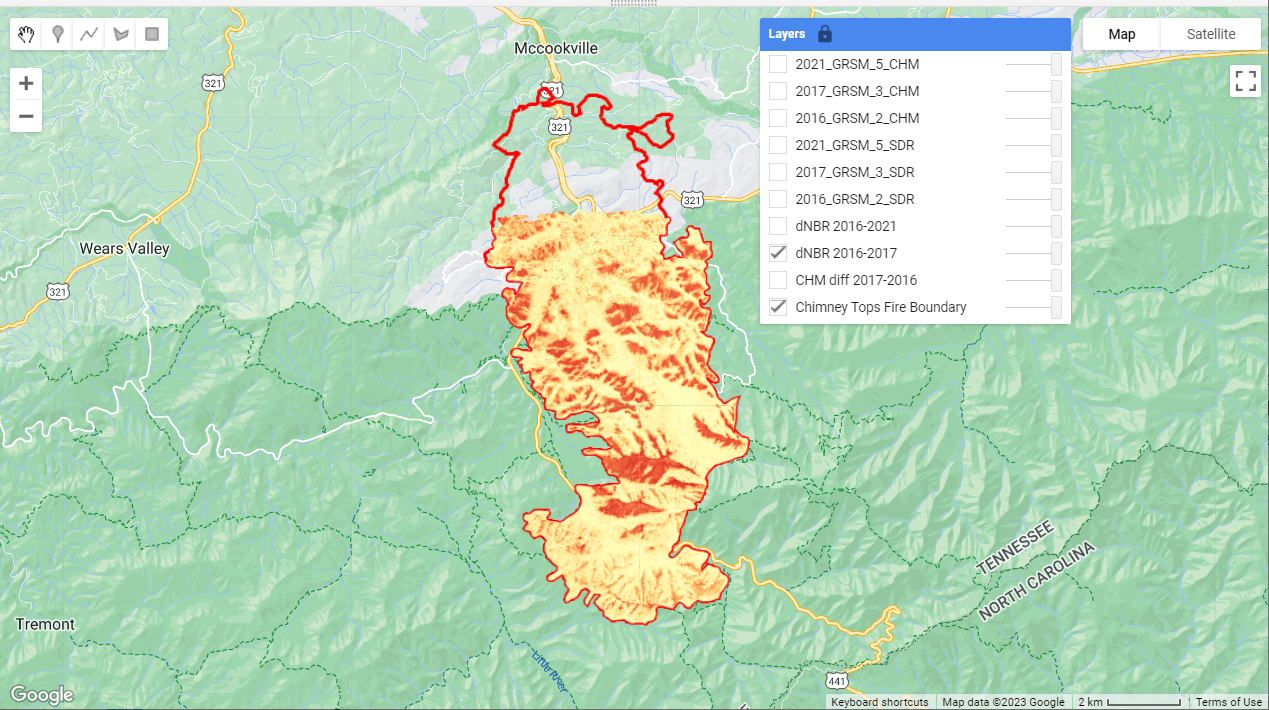 Mccookville
321
321
321
321
Wears Valley
321
Layers
2021_GRSM_5_CHM
2017_GRSM_3_CHM
2016_GRSM_2_CHM
2021_GRSM_5_SDR
2017_GRSM_3_SDR
2016_GRSM_2_SDR
dNBR 2016-2021
dNBR 2016-2017
CHM diff 2017-2016
Chimney Tops Fire Boundary
Map
Satellite
TENNESSEE
NORTH CAROLINA
Tremont
Little River
441
Google
Keyboard shortcuts
Map data ©2023 Google
2 km
Terms of Use